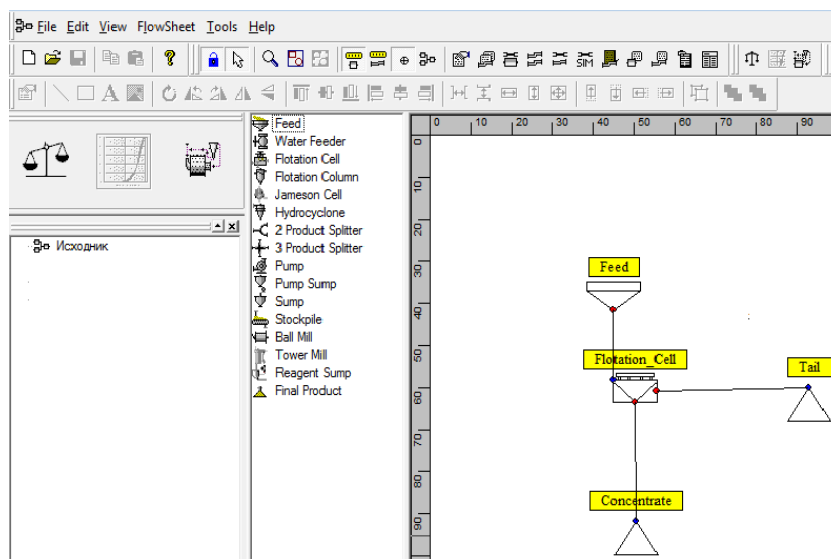 File Edit View FlowSheet Tools Help
SIM
Исходник
Feed
Water Feeder
Flotation Cell
Flotation Column
Jameson Cell
Hydrocyclone
2 Product Splitter
3 Product Splitter
Pump
Pump Sump
Sump
Stockpile
Ball Mill
Tower Mill
Reagent Sump
Final Product
0 10 20 30 40 50 60 70 80 90
0
10
20
30
40
50
60
70
80
90
Feed
Flotation_Cell
Tail
Concentrate